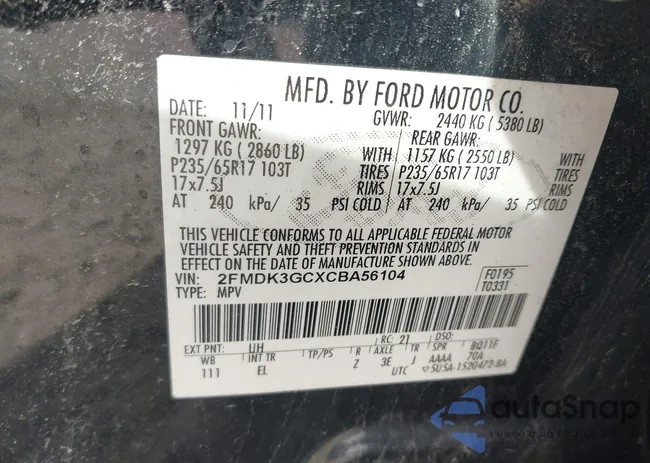 MFD. BY FORD MOTOR CO.
DATE: 11/11 GVWR: 2440 KG ( 5380 LB)
FRONT GAWR: REAR GAWR:
1297 KG ( 2860 LB) WITH 1157 KG ( 2550 LB) WITH
P235/65R17 103T TIRES P235/65R17 103T TIRES
17x7.5J RIMS 17x7.5J RIMS
AT 240 kPa/ 35 PSI COLD AT 240 kPa/ 35 PSI COLD
THIS VEHICLE CONFORMS TO ALL APPLICABLE FEDERAL MOTOR
VEHICLE SAFETY AND THEFT PREVENTION STANDARDS IN
EFFECT ON THE DATE OF MANUFACTURE SHOWN ABOVE.
VIN: 2FMDK3GCXCBA56104 F0195
TYPE: MPV T0331
EXT PNT: UH RC: 21 DSO: BQ11F
WB INT TR TP/PS R AXLE TR SPR 70A
111 EL Z 3E J AAAA
UTC 5U5A-1520472-BA
autoSnap